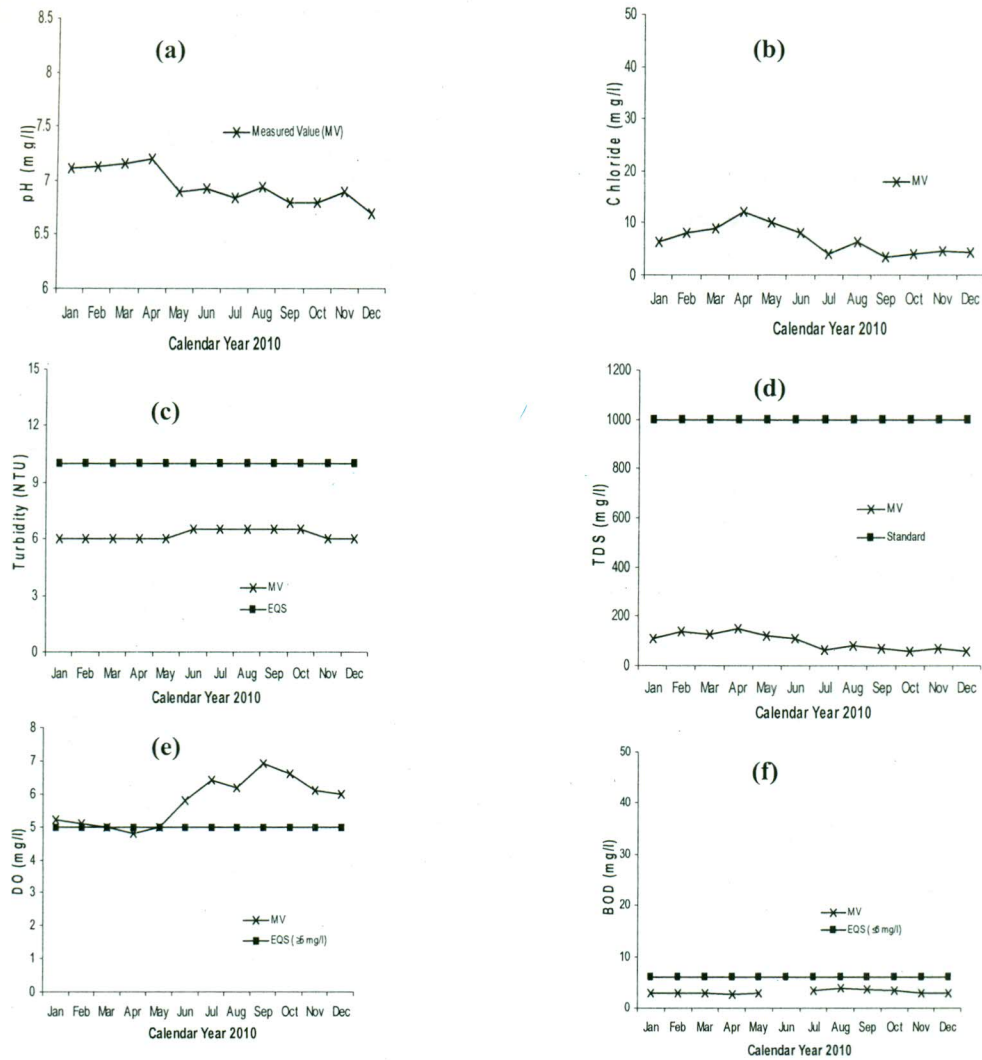 (a)
8.5
8
7.5
7
6.5
6
pH (mg/l)
Measured Value (MV)
Jan Feb Mar Apr May Jun Jul Aug Sep Oct Nov Dec
Calendar Year 2010
(b)
50
40
30
20
10
0
Chloride (mg/l)
MV
Jan Feb Mar Apr May Jun Jul Aug Sep Oct Nov Dec
Calendar Year 2010
(c)
15
12
9
6
3
0
Turbidity (NTU)
MV
EQS
Jan Feb Mar Apr May Jun Jul Aug Sep Oct Nov Dec
Calendar Year 2010
(d)
1200
1000
800
600
400
200
0
TDS (mg/l)
MV
Standard
Jan Feb Mar Apr May Jun Jul Aug Sep Oct Nov Dec
Calendar Year 2010
(e)
8
7
6
5
4
3
2
1
0
DO (mg/l)
MV
EQS (≥5 mg/l)
Jan Feb Mar Apr May Jun Jul Aug Sep Oct Nov Dec
Calendar Year 2010
(f)
50
40
30
20
10
0
BOD (mg/l)
MV
EQS (≤6 mg/l)
Jan Feb Mar Apr May Jun Jul Aug Sep Oct Nov Dec
Calendar Year 2010